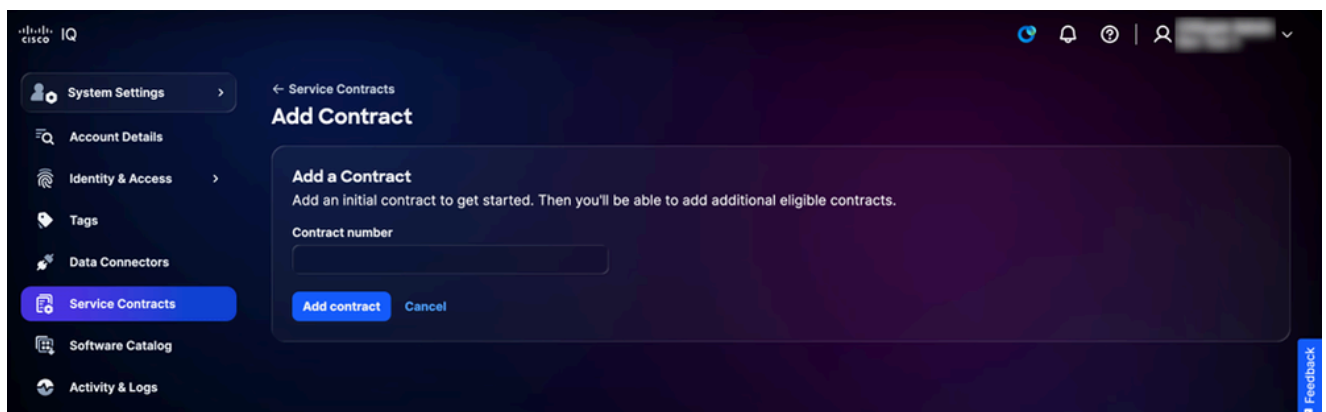 cisco IQ
System Settings
← Service Contracts
Add Contract
Account Details
Identity & Access
Tags
Data Connectors
Service Contracts
Software Catalog
Activity & Logs
Add a Contract
Add an initial contract to get started. Then you'll be able to add additional eligible contracts.
Contract number
Add contract
Cancel
Feedback